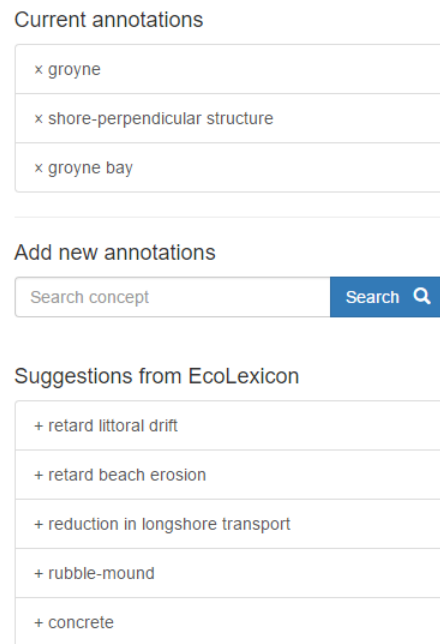 Current annotations
× groyne
× shore-perpendicular structure
× groyne bay
Add new annotations
Search concept
Search
Suggestions from EcoLexicon
+ retard littoral drift
+ retard beach erosion
+ reduction in longshore transport
+ rubble-mound
+ concrete